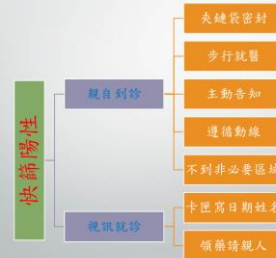 快篩陽性
親自到診
夾鏈袋密封
步行就醫
主動告知
遵循動線
不到非必要區域
視訊就診
卡匣寫日期姓名
領藥請親人